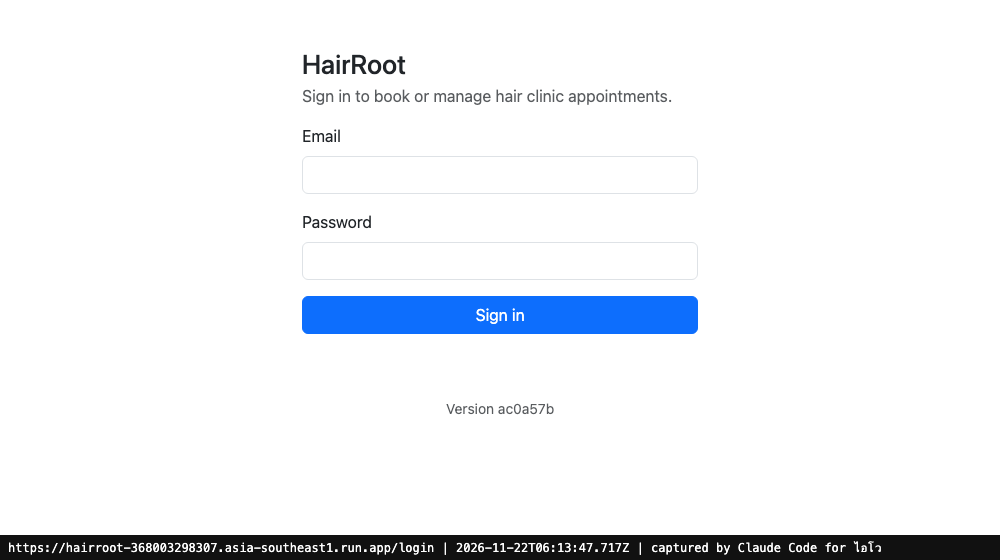 HairRoot
Sign in to book or manage hair clinic appointments.
Email
Password
Sign in
Version ac0a57b
https://hairroot-368003298307.asia-southeast1.run.app/login | 2026-11-22T06:13:47.717Z | captured by Claude Code for ไอโว